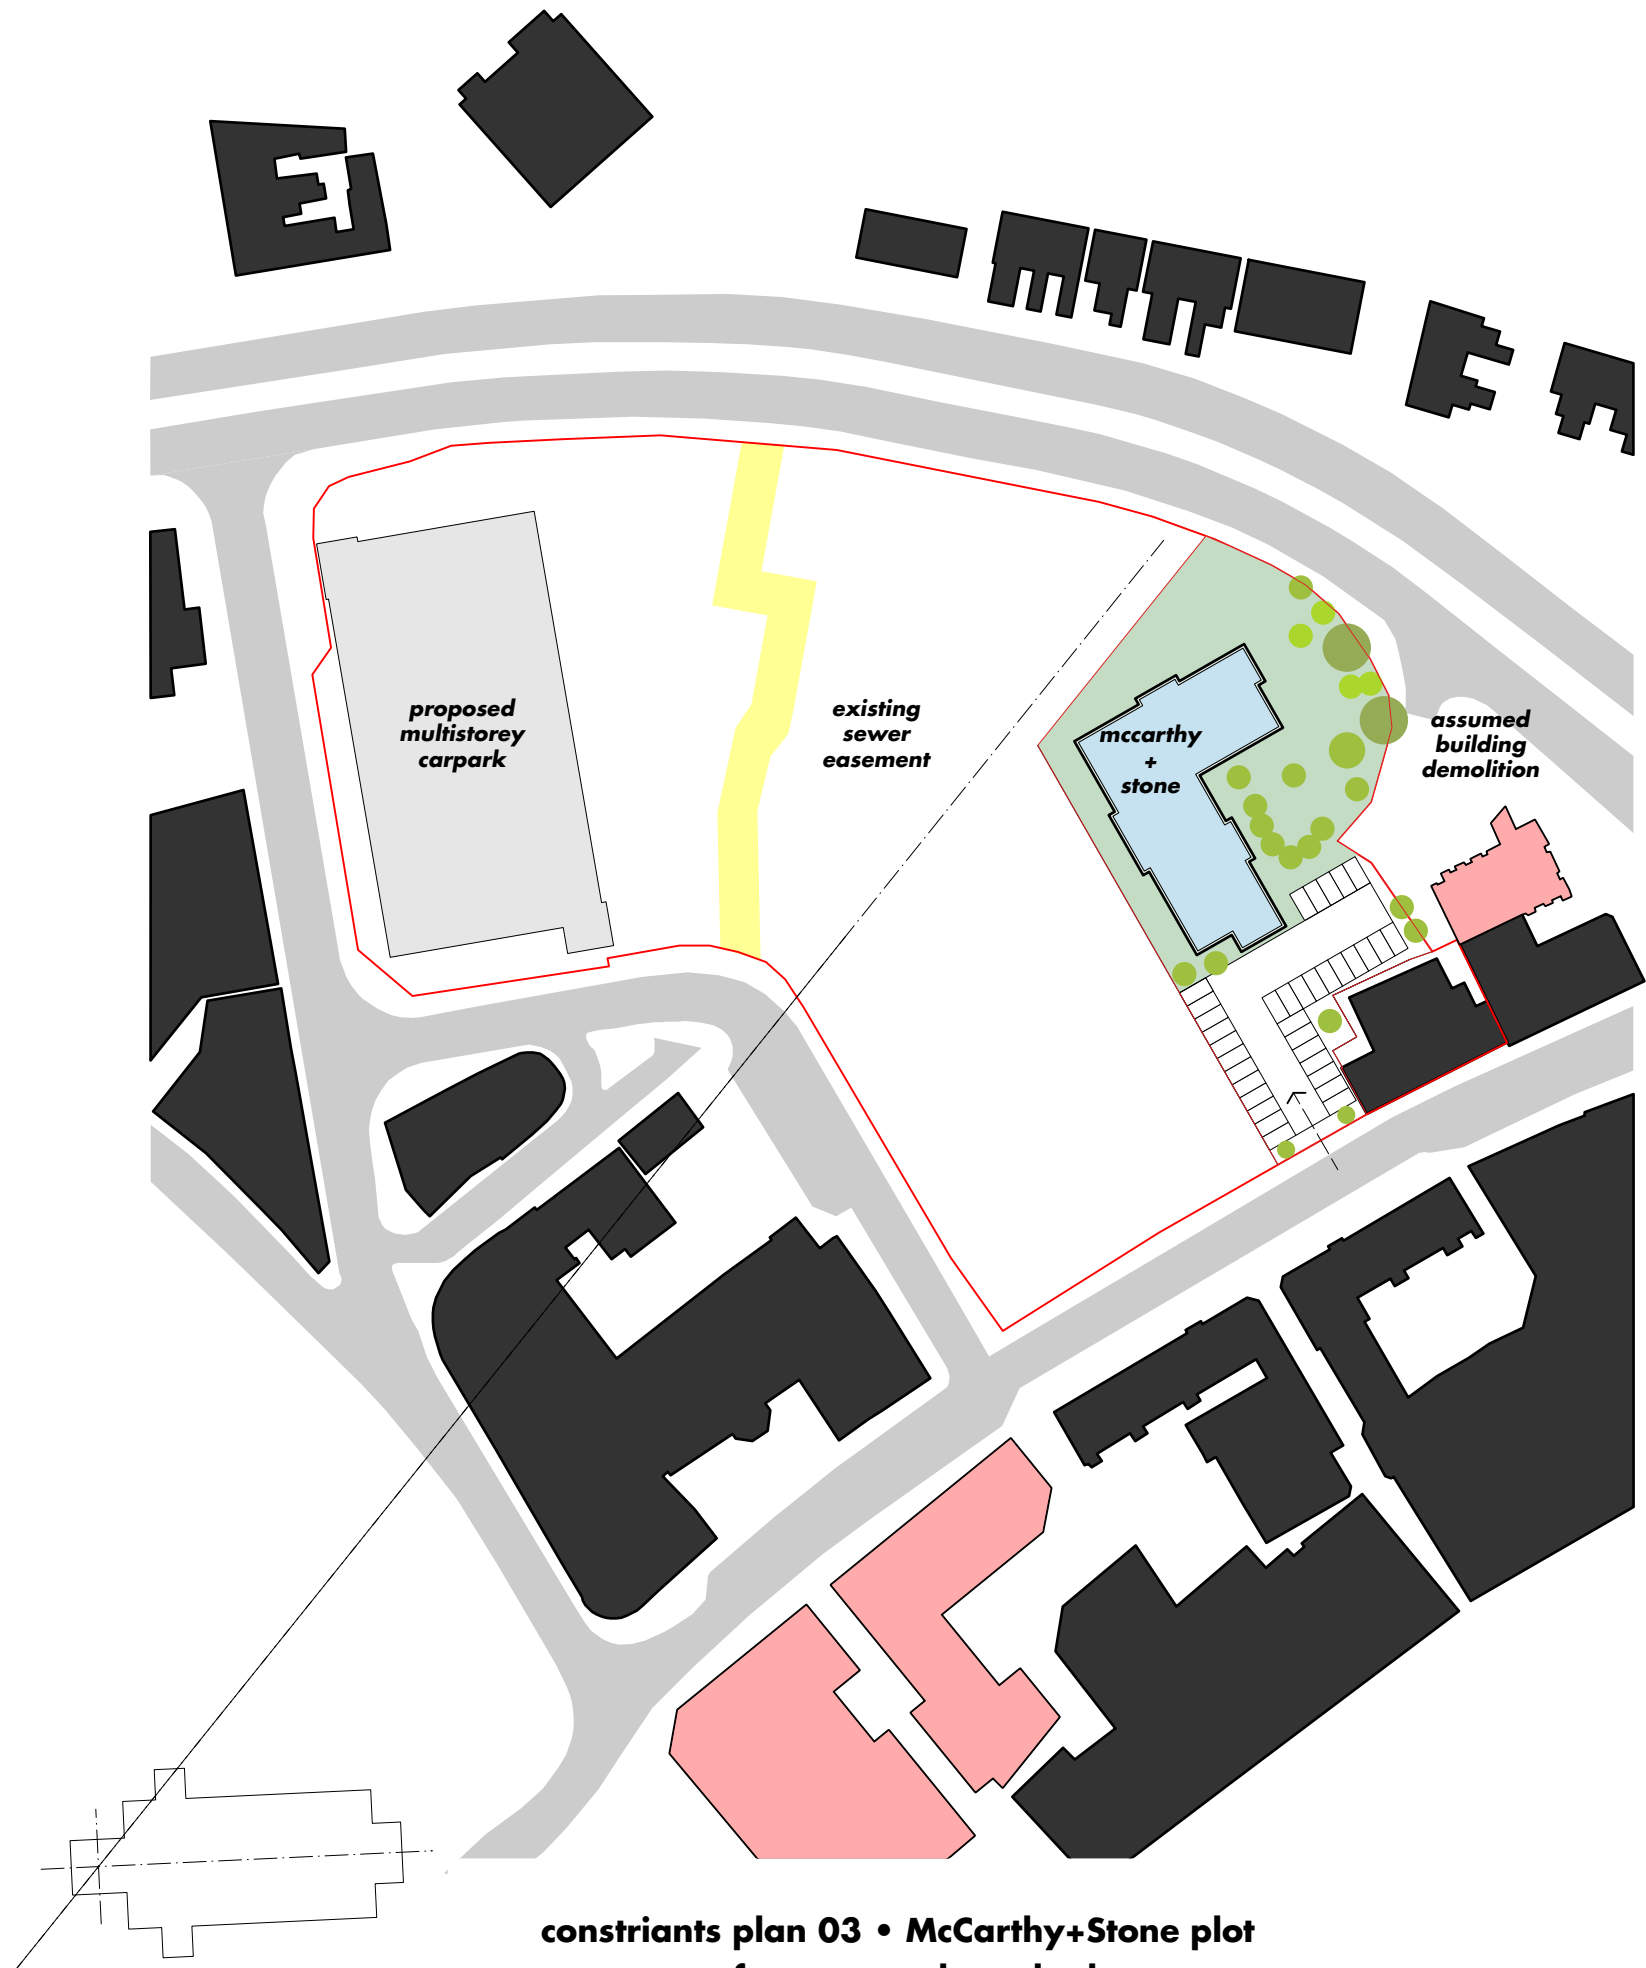 proposed
multistorey
carpark
existing
sewer
easement
mccarthy
+
stone
assumed
building
demolition
constriants plan 03 • McCarthy+Stone plot